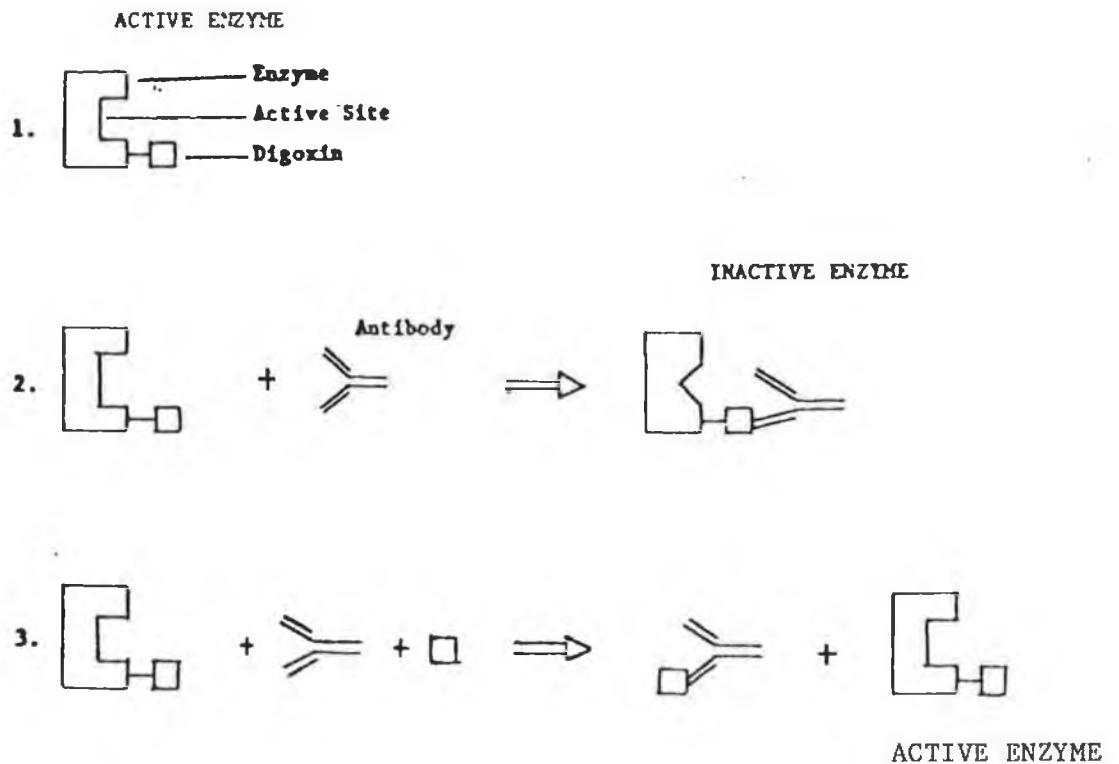 ACTIVE ENZYME
Enzyme
1. Active Site
Digoxin
INACTIVE ENZYME
Antibody
2. +
3. + + +
ACTIVE ENZYME